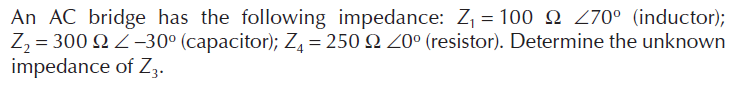 An AC bridge has the following impedance: Z₁ = 100 Ω ∠70° (inductor);
Z₂ = 300 Ω ∠–30° (capacitor); Z₄ = 250 Ω ∠0° (resistor). Determine the unknown
impedance of Z₃.